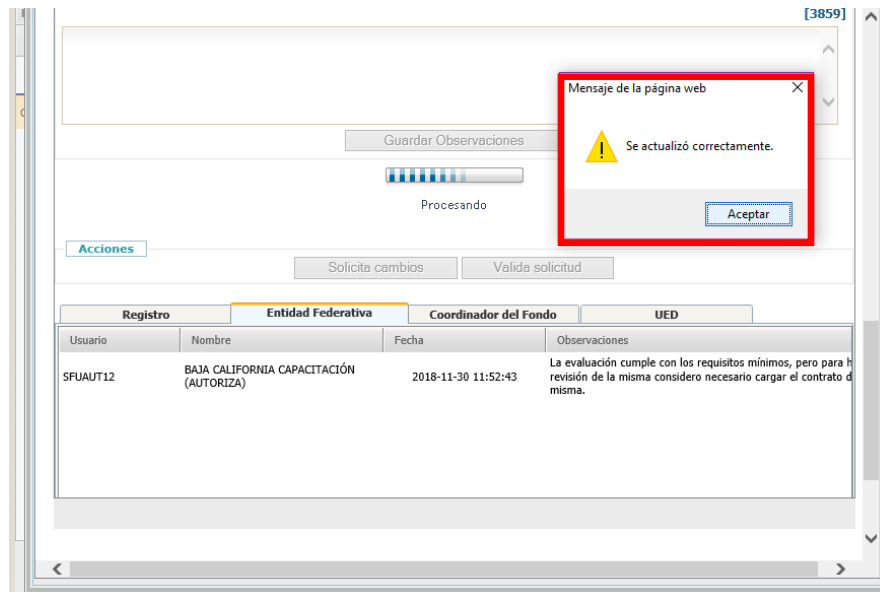 [3859]
Mensaje de la página web
Se actualizó correctamente.
Aceptar
Guardar Observaciones
Procesando
Acciones
Solicita cambios
Valida solicitud
Registro
Entidad Federativa
Coordinador del Fondo
UED
Usuario
Nombre
Fecha
Observaciones
SFUAUT12
BAJA CALIFORNIA CAPACITACIÓN
(AUTORIZA)
2018-11-30 11:52:43
La evaluación cumple con los requisitos mínimos, pero para
revisión de la misma considero necesario cargar el contrato
misma.